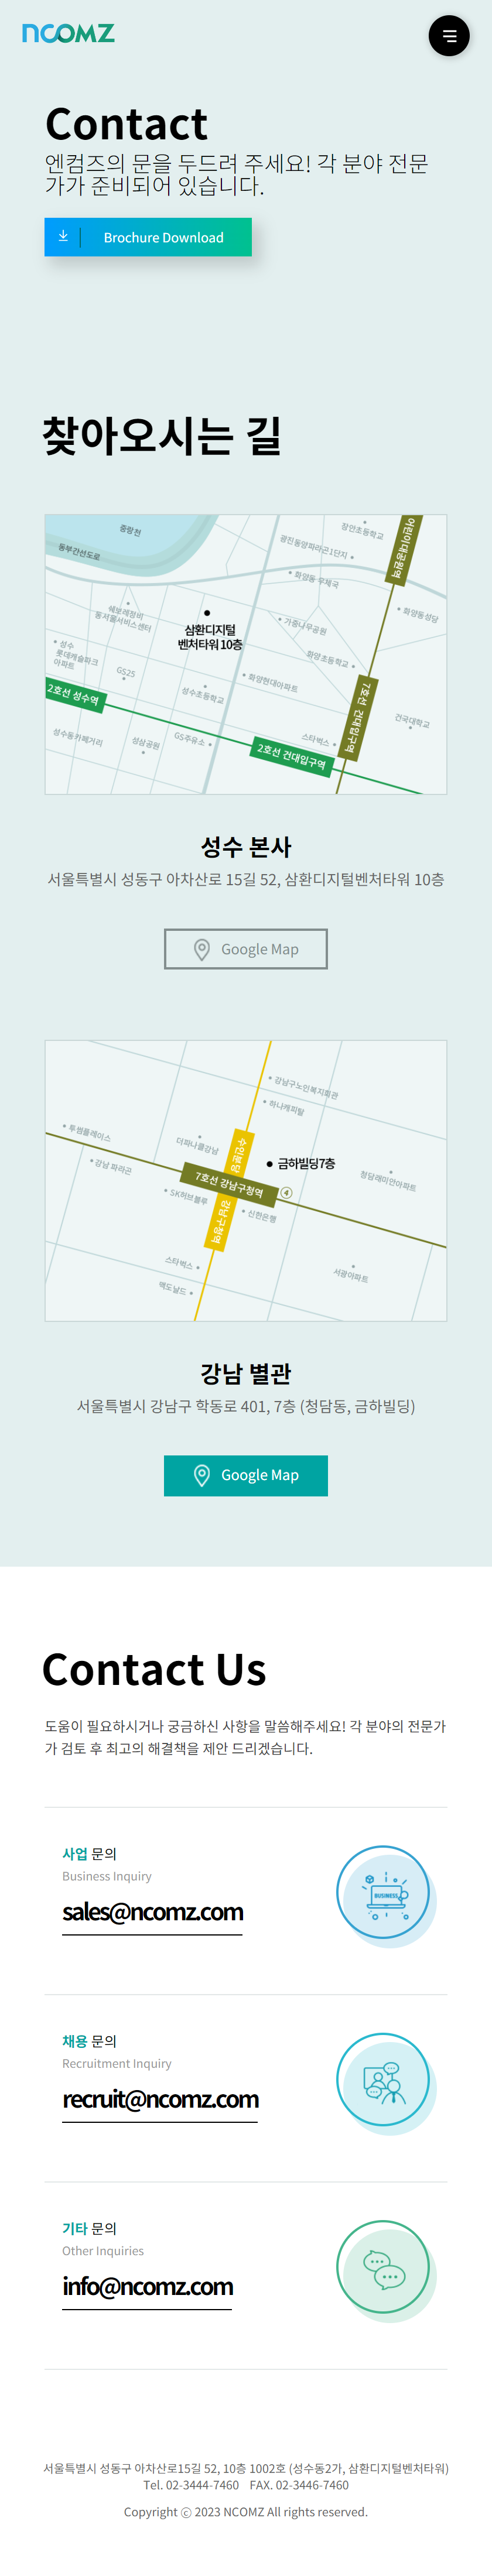 ncomz
Contact
엔컴즈의 문을 두드려 주세요! 각 분야 전문
가가 준비되어 있습니다.
Brochure Download
찾아오시는 길
중랑천
동부간선도로
쉐보레정비
동서울서비스센터
성수
롯데캐슬파크
아파트
GS25
2호선 성수역
성수동카페거리
성삼공원
GS주유소
삼환디지털
벤처타워 10층
성수초등학교
광진동양파라곤1단지
장안초등학교
어린이대공원역
화양동 우체국
화양동성당
가중나무공원
화양초등학교
화양현대아파트
7호선 건대입구역
건국대학교
스타벅스
2호선 건대입구역
성수 본사
서울특별시 성동구 아차산로 15길 52, 삼환디지털벤처타워 10층
Google Map
강남구노인복지회관
하나캐피탈
투썸플레이스
강남 파라곤
더파나클강남
수인분당
금하빌딩7층
7호선 강남구청역
4
청담래미안아파트
SK허브블루
강남구청역
신한은행
스타벅스
맥도날드
서광아파트
강남 별관
서울특별시 강남구 학동로 401, 7층 (청담동, 금하빌딩)
Google Map
Contact Us
도움이 필요하시거나 궁금하신 사항을 말씀해주세요! 각 분야의 전문가
가 검토 후 최고의 해결책을 제안 드리겠습니다.
사업 문의
Business Inquiry
sales@ncomz.com
BUSINESS
채용 문의
Recruitment Inquiry
recruit@ncomz.com
기타 문의
Other Inquiries
info@ncomz.com
서울특별시 성동구 아차산로15길 52, 10층 1002호 (성수동2가, 삼환디지털벤처타워)
Tel. 02-3444-7460 FAX. 02-3446-7460
Copyright ⓒ 2023 NCOMZ All rights reserved.